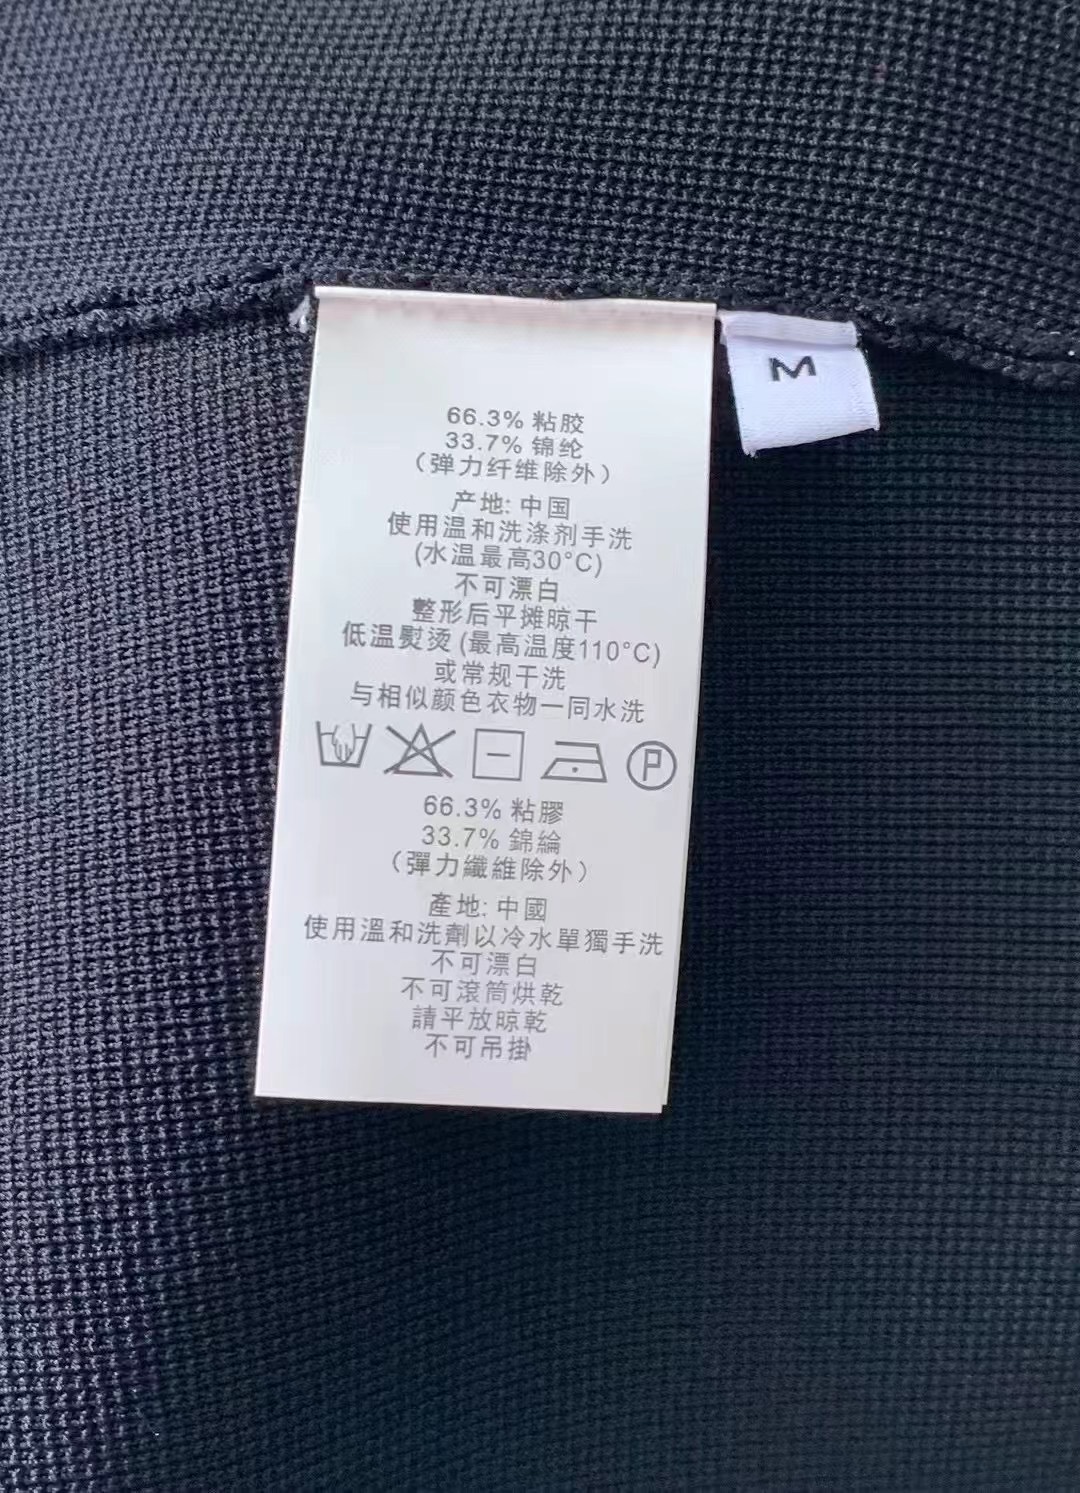 M
66.3% 粘胶
33.7% 锦纶
（弹力纤维除外）
产地: 中国
使用温和洗涤剂手洗
(水温最高30°C)
不可漂白
整形后平摊晾干
低温熨烫 (最高温度110°C)
或常规干洗
与相似颜色衣物一同水洗
P
66.3% 粘膠
33.7% 錦綸
（彈力纖維除外）
產地: 中國
使用溫和洗劑以冷水單獨手洗
不可漂白
不可滾筒烘乾
請平放晾乾
不可吊掛